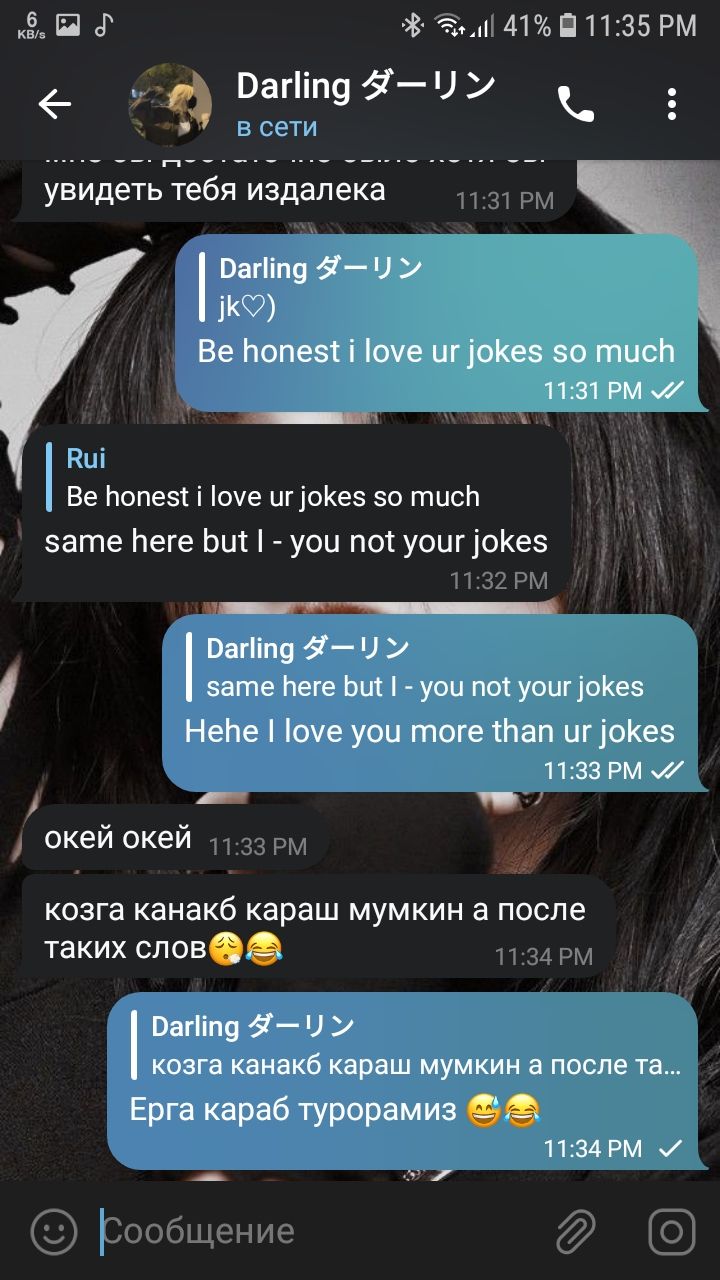 6
KB/s
41%
11:35 PM
Darling ダーリン
в сети
увидеть тебя издалека
11:31 PM
Darling ダーリン
jk♡)
Be honest i love ur jokes so much
11:31 PM
Rui
Be honest i love ur jokes so much
same here but I - you not your jokes
11:32 PM
Darling ダーリン
same here but I - you not your jokes
Hehe I love you more than ur jokes
11:33 PM
окей окей
11:33 PM
козга канакб караш мумкин а после
таких слов😮‍💨😂
11:34 PM
Darling ダーリン
козга канакб караш мумкин а после та...
Ерга караб турорамиз 😅😂
11:34 PM
Сообщение